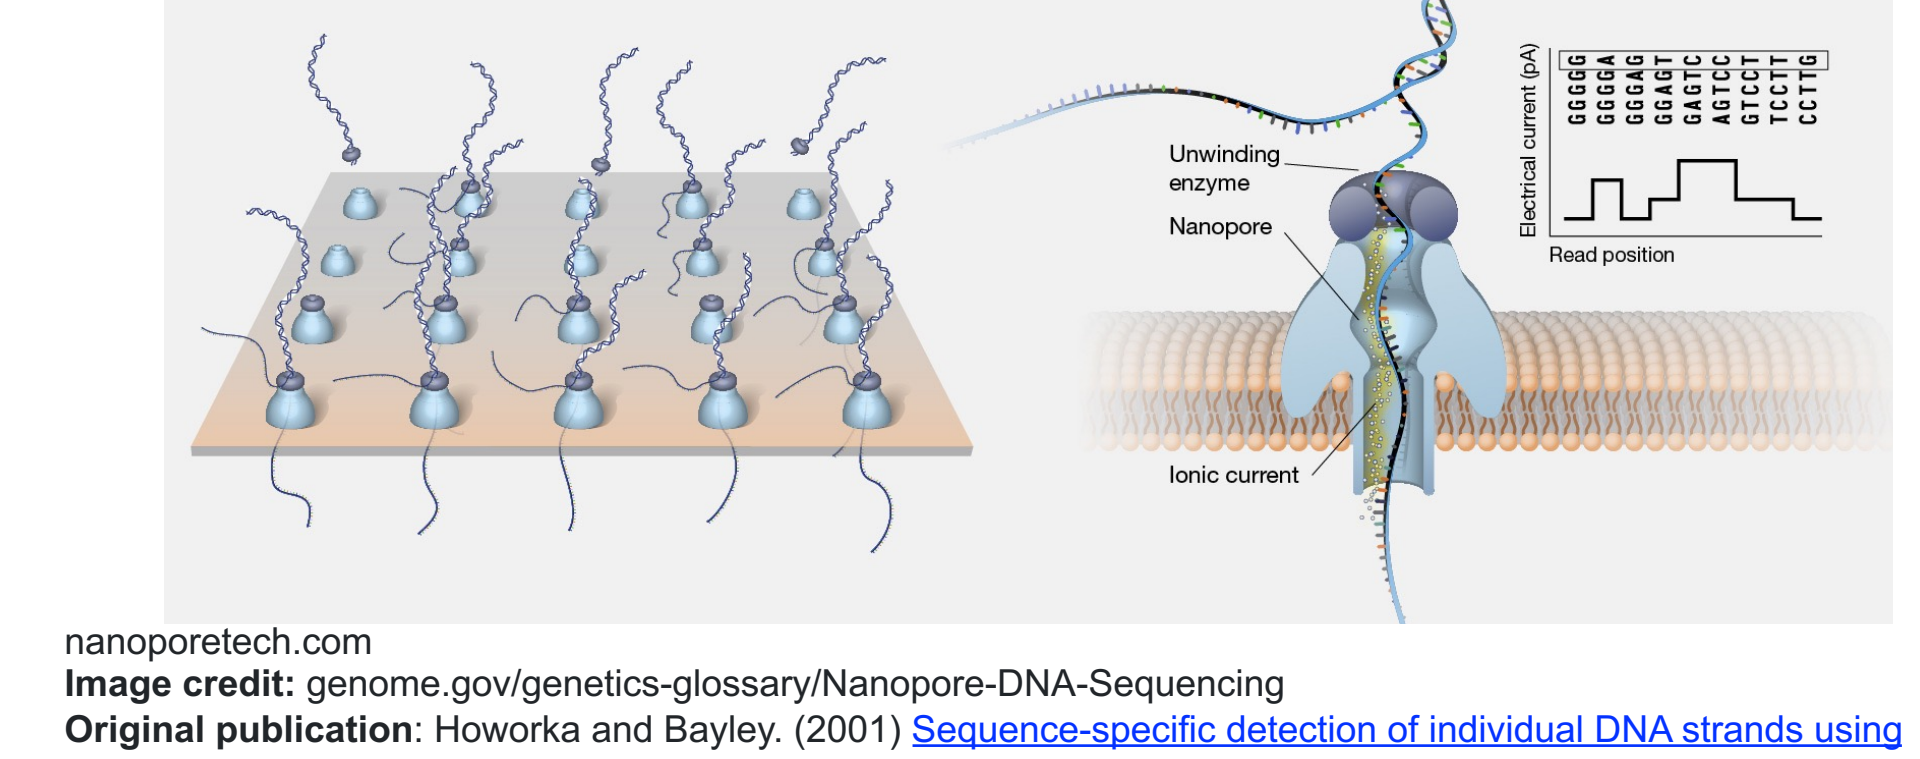 Electrical current (pA)
GGGGG
GGGGA
GGGAG
GGAGT
GAGTC
AGTCC
GTCCT
TCCTT
CCTTG
Read position
Unwinding
enzyme
Nanopore
Ionic current
nanoporetech.com
Image credit: genome.gov/genetics-glossary/Nanopore-DNA-Sequencing
Original publication: Howorka and Bayley. (2001) Sequence-specific detection of individual DNA strands using